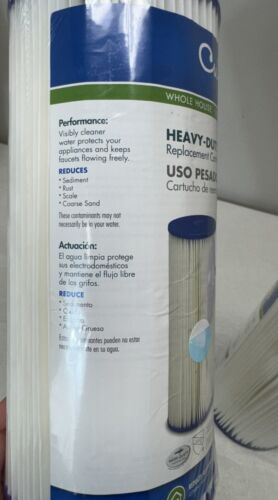 WHOLE HOUSE
Performance:
Visibly cleaner
water protects your
appliances and keeps
faucets flowing freely.
REDUCES
* Sediment
* Rust
* Scale
* Coarse Sand
These contaminants may not
necessarily be in your water.
Actuación:
El agua limpia protege
sus electrodomésticos
y mantiene el flujo libre
de los grifos.
REDUCE
pueden no estar
necesariamente en su agua.
HEAVY-DU
Replacement Ca
USO PESAD
Cartucho de